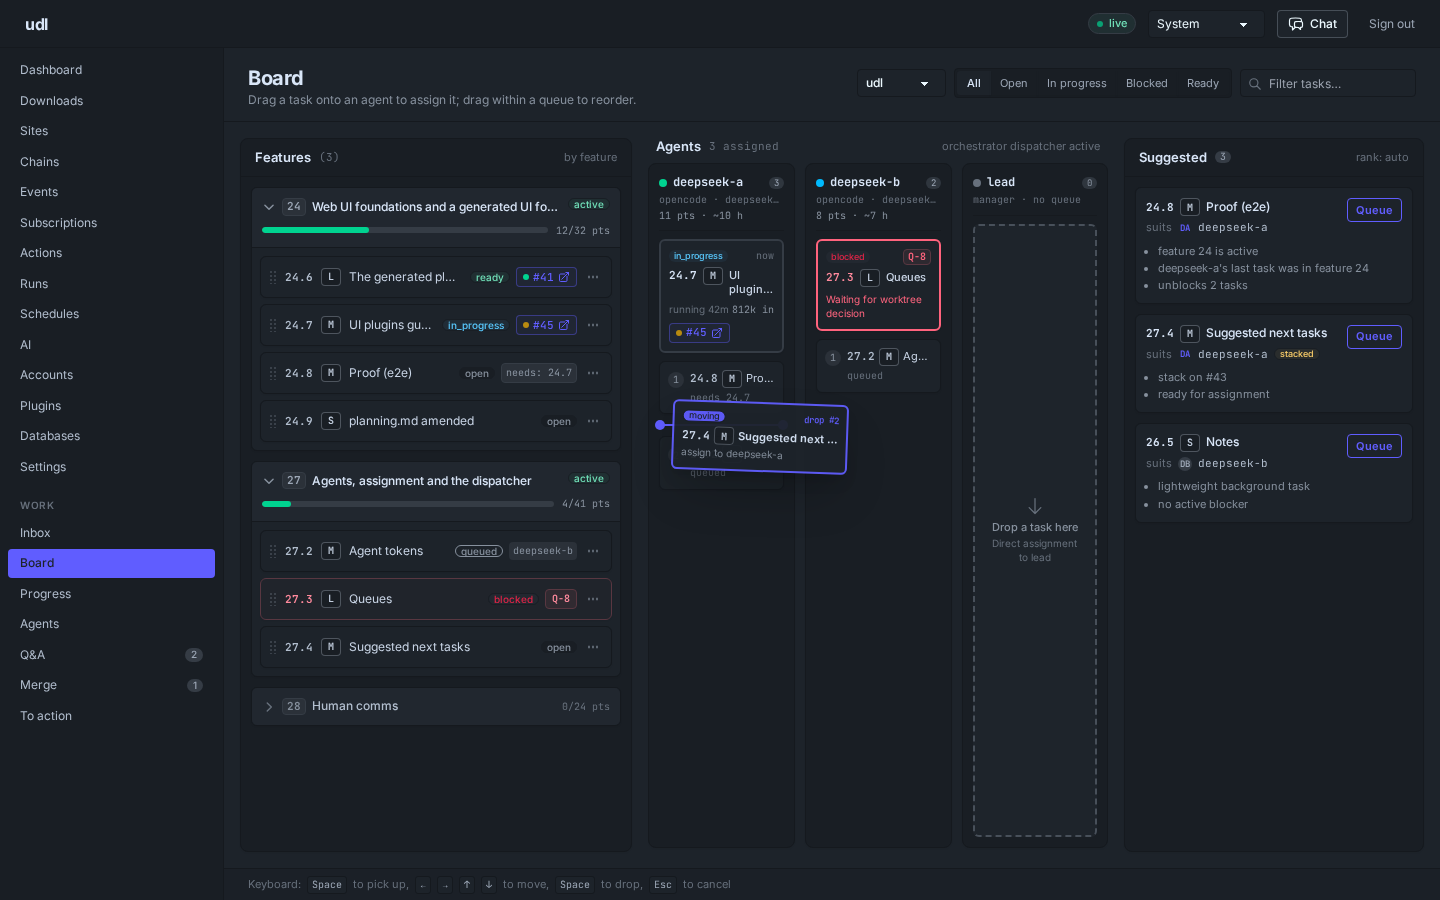 udl
live
System
Chat
Sign out
Dashboard
Downloads
Sites
Chains
Events
Subscriptions
Actions
Runs
Schedules
AI
Accounts
Plugins
Databases
Settings
WORK
Inbox
Board
Progress
Agents
Q&A 2
Merge 1
To action
Board
Drag a task onto an agent to assign it; drag within a queue to reorder.
udl
All Open In progress Blocked Ready
Filter tasks...
Features (3) by feature
24 Web UI foundations and a generated UI fo... active
12/32 pts
24.6 L The generated pl... ready #41
24.7 M UI plugins gu... in_progress #45
24.8 M Proof (e2e) open needs: 24.7
24.9 S planning.md amended open
27 Agents, assignment and the dispatcher active
4/41 pts
27.2 M Agent tokens queued deepseek-b
27.3 L Queues blocked Q-8
27.4 M Suggested next tasks open
28 Human comms 0/24 pts
Agents 3 assigned orchestrator dispatcher active
deepseek-a 3
opencode · deepseek…
11 pts · ~10 h
in_progress now
24.7 M UI
plugin...
running 42m 812k in
#45
1 24.8 M Pro...
needs 24.7
moving drop #2
27.4 M Suggested next ...
assign to deepseek-a
queued
deepseek-b 2
opencode · deepseek…
8 pts · ~7 h
blocked Q-8
27.3 L Queues
Waiting for worktree
decision
1 27.2 M Ag...
queued
lead 0
manager · no queue
Drop a task here
Direct assignment
to lead
Suggested 3 rank: auto
24.8 M Proof (e2e) Queue
suits DA deepseek-a
• feature 24 is active
• deepseek-a's last task was in feature 24
• unblocks 2 tasks
27.4 M Suggested next tasks Queue
suits DA deepseek-a stacked
• stack on #43
• ready for assignment
26.5 S Notes Queue
suits DB deepseek-b
• lightweight background task
• no active blocker
Keyboard: Space to pick up, ← → ↑ ↓ to move, Space to drop, Esc to cancel